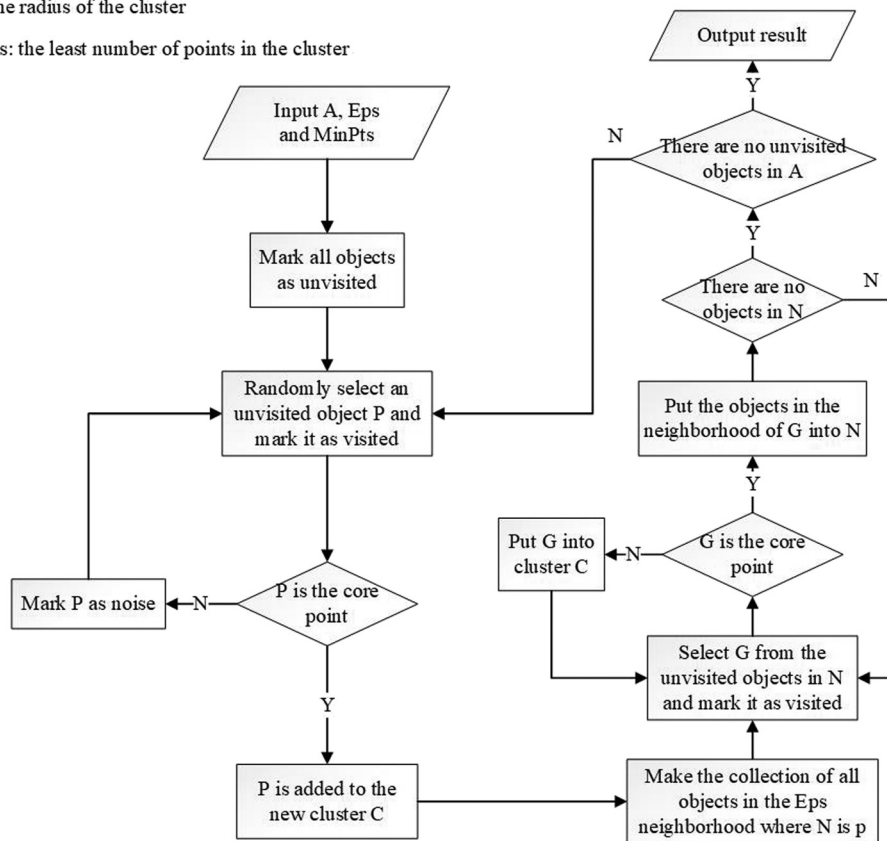 he radius of the cluster
s: the least number of points in the cluster
Input A, Eps
and MinPts
Mark all objects
as unvisited
Randomly select an
unvisited object P and
mark it as visited
P is the core
point
N
Mark P as noise
Y
P is added to the
new cluster C
Make the collection of all
objects in the Eps
neighborhood where N is p
Select G from the
unvisited objects in N
and mark it as visited
G is the core
point
N
Put G into
cluster C
Y
Put the objects in the
neighborhood of G into N
There are no
objects in N
N
Y
There are no unvisited
objects in A
N
Y
Output result